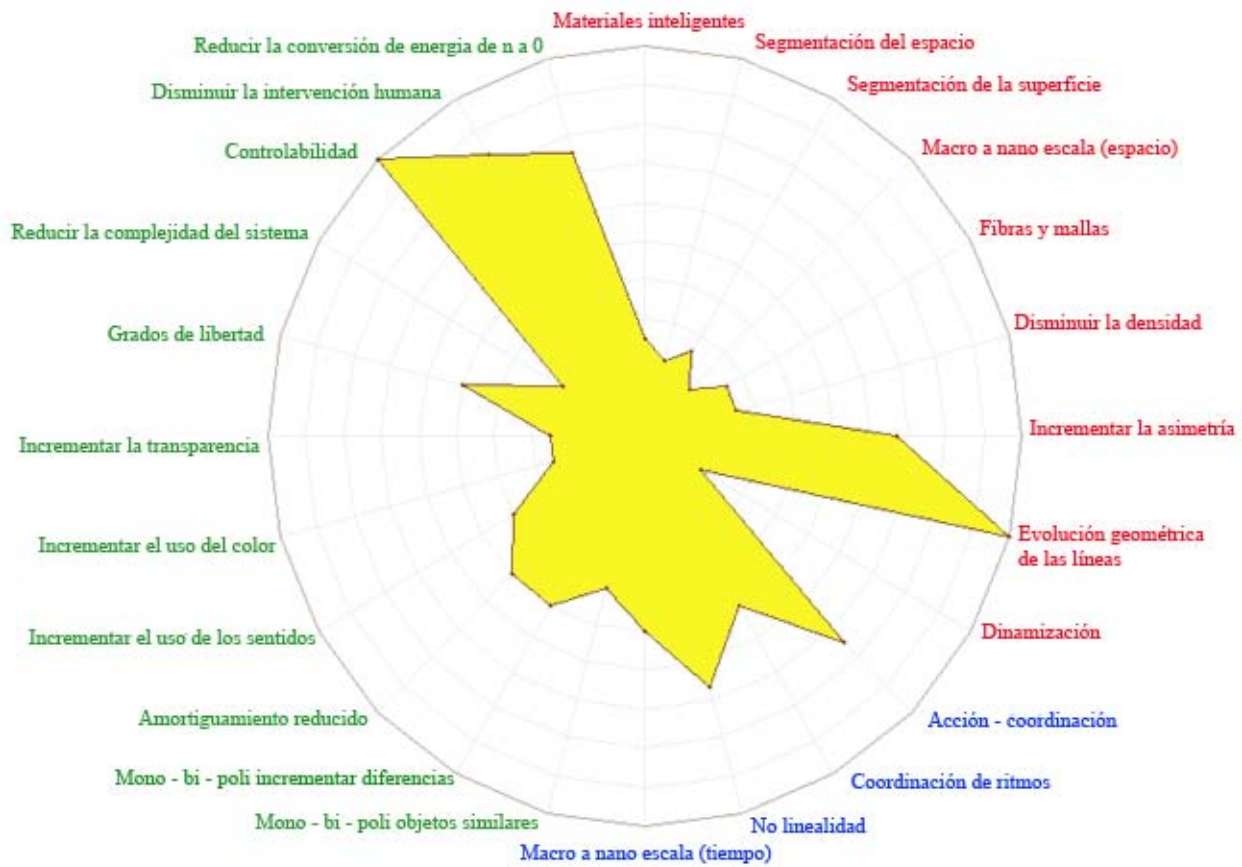 Materiales inteligentes
Segmentación del espacio
Segmentación de la superfície
Macro a nano escala (espacio)
Fibras y mallas
Disminuir la densidad
Incrementar la asimetría
Evolución geométrica
de las líneas
Dinamización
Acción - coordinación
Coordinación de ritmos
No linealidad
Macro a nano escala (tiempo)
Mono - bi - poli objetos similares
Mono - bi - poli incrementar diferencias
Amortiguamiento reducido
Incrementar el uso de los sentidos
Incrementar el uso del color
Incrementar la transparencia
Grados de libertad
Reducir la complejidad del sistema
Controlabilidad
Disminuir la intervención humana
Reducir la conversión de energia de n a 0